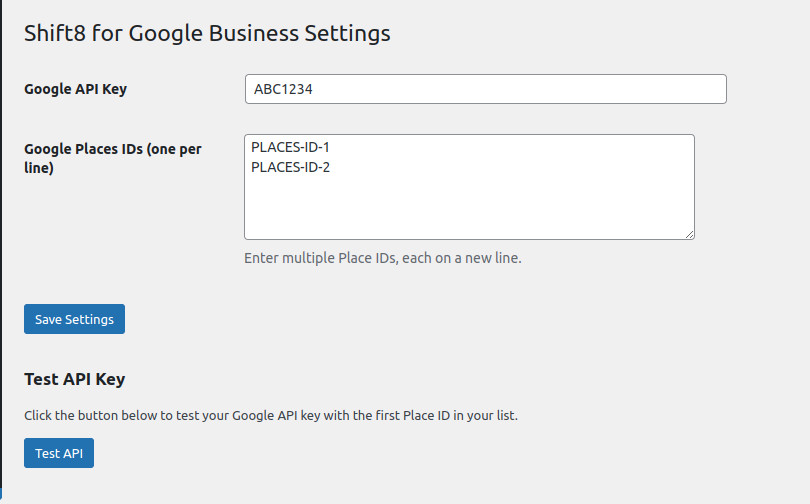 Shift8 for Google Business Settings
Google API Key
ABC1234
Google Places IDs (one per
line)
PLACES-ID-1
PLACES-ID-2
Enter multiple Place IDs, each on a new line.
Save Settings
Test API Key
Click the button below to test your Google API key with the first Place ID in your list.
Test API